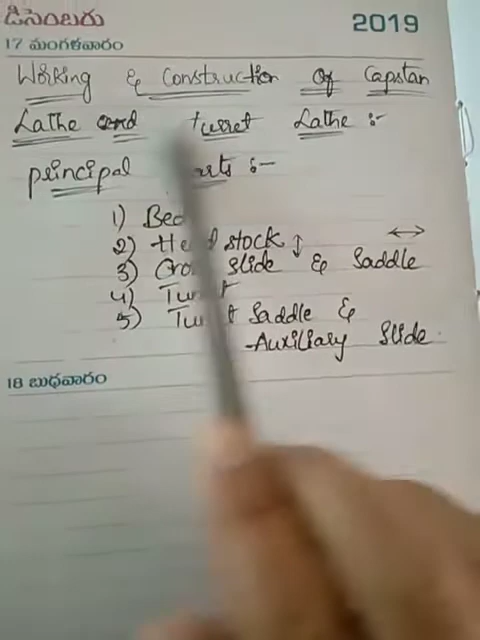 డిసెంబరు 2019
17 మంగళవారం
Working & Construction Of Capstan
Lathe and turret Lathe :-
principal :-
1)
2) stock ↕ ↔
3) slide & Saddle
4)
5) Saddle &
-Auxiliary Slide.
18 బుధవారం